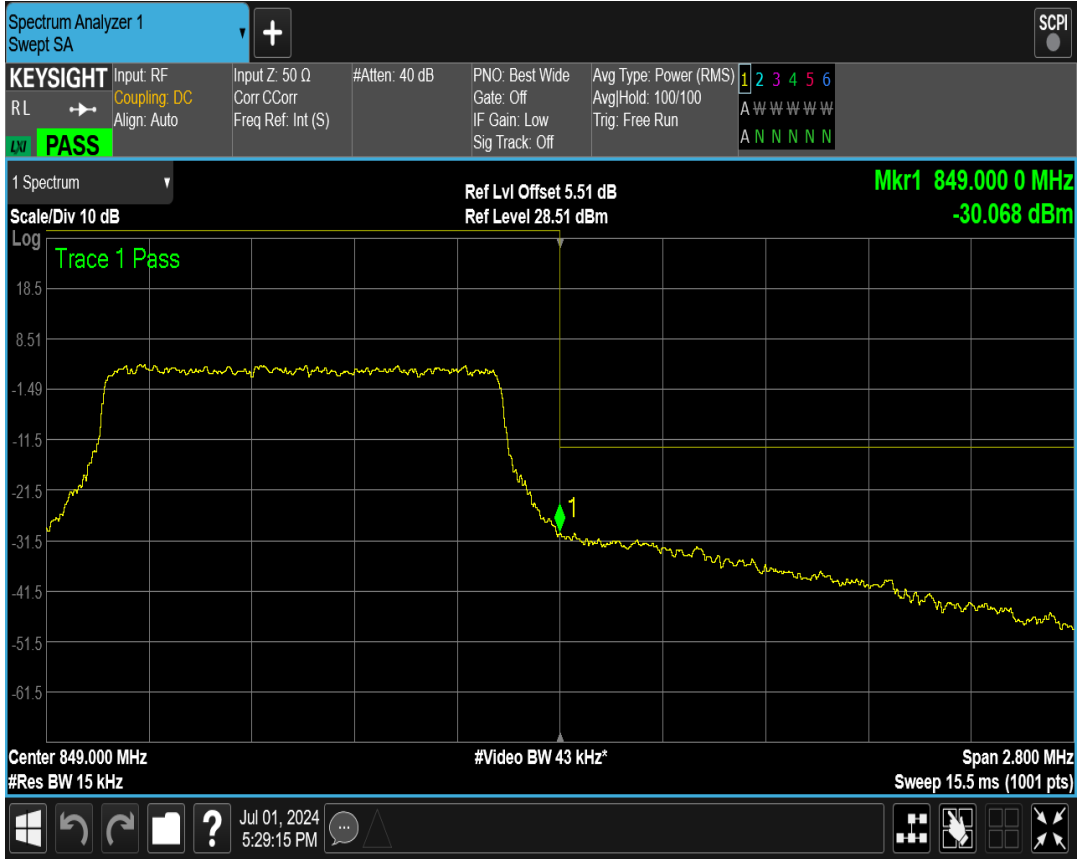 Spectrum Analyzer 1
Swept SA
+
SCPI
KEYSIGHT
RL
LXI
PASS
Input: RF
Coupling: DC
Align: Auto
Input Z: 50 Ω
Corr CCorr
Freq Ref: Int (S)
#Atten: 40 dB
PNO: Best Wide
Gate: Off
IF Gain: Low
Sig Track: Off
Avg Type: Power (RMS)
Avg|Hold: 100/100
Trig: Free Run
1 2 3 4 5 6
A W W W W W
A N N N N N
1 Spectrum
Scale/Div 10 dB
Ref Lvl Offset 5.51 dB
Ref Level 28.51 dBm
Mkr1 849.000 0 MHz
-30.068 dBm
Log
Trace 1 Pass
18.5
8.51
-1.49
-11.5
-21.5
-31.5
-41.5
-51.5
-61.5
1
Center 849.000 MHz
#Res BW 15 kHz
#Video BW 43 kHz*
Span 2.800 MHz
Sweep 15.5 ms (1001 pts)
?
Jul 01, 2024
5:29:15 PM